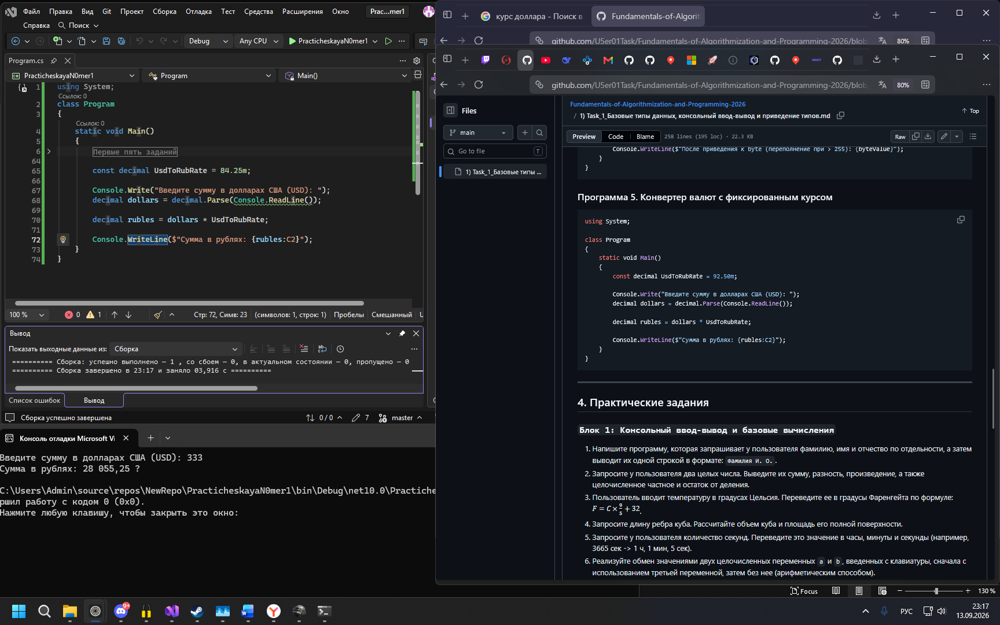 Файл Правка Вид Git Проект Сборка Отладка Тест Средства Расширения Окно Prac...mer1
Справка Поиск
Debug Any CPU PracticheskayaN0mer1
Program.cs
PracticheskayaN0mer1 Program Main()
1 using System;
Ссылок: 0
2 class Program
3 {
Ссылок: 0
4 static void Main()
5 {
6 Первые пять заданий
64
65 const decimal UsdToRubRate = 84.25m;
66
67 Console.Write("Введите сумму в долларах США (USD): ");
68 decimal dollars = decimal.Parse(Console.ReadLine());
69
70 decimal rubles = dollars * UsdToRubRate;
71
72 Console.WriteLine($"Сумма в рублях: {rubles:C2}");
73 }
74 }
100 % 0 1 Стр: 72, Симв: 23 (символов: 1, строк: 1) Пробелы Смешанный
Вывод
Показать выходные данные из: Сборка
========== Сборка: успешно выполнено — 1 , со сбоем — 0, в актуальном состоянии — 0, пропущено — 0
========== Сборка завершено в 23:17 и заняло 03,916 с ==========
Список ошибок Вывод
Сборка успешно завершена 0 / 0 7 master
Консоль отладки Microsoft Vi
Введите сумму в долларах США (USD): 333
Сумма в рублях: 28 055,25 ?
C:\Users\Admin\source\repos\NewRepo\PracticheskayaN0mer1\bin\Debug\net10.0\Practiche
ршил работу с кодом 0 (0x0).
Нажмите любую клавишу, чтобы закрыть это окно:
курс доллара - Поиск в Fundamentals-of-Algorit
github.com/U5er01Task/Fundamentals-of-Algorithmization-and-Programming-2026/blob 80%
github.com/U5er01Task/Fundamentals-of-Algorithmization-and-Programming-2026/blob 80%
Files
main
Go to file T
1) Task_1_Базовые типы ...
Fundamentals-of-Algorithmization-and-Programming-2026
/ 1) Task_1_Базовые типы данных, консольный ввод-вывод и приведение типов.md
Top
Preview Code Blame 258 lines (195 loc) · 22.3 KB Raw
Console.WriteLine($"После приведения к byte (переполнение при > 255): {byteValue}");
}
}
Программа 5. Конвертер валют с фиксированным курсом
using System;
class Program
{
static void Main()
{
const decimal UsdToRubRate = 92.50m;
Console.Write("Введите сумму в долларах США (USD): ");
decimal dollars = decimal.Parse(Console.ReadLine());
decimal rubles = dollars * UsdToRubRate;
Console.WriteLine($"Сумма в рублях: {rubles:C2}");
}
}
4. Практические задания
Блок 1: Консольный ввод-вывод и базовые вычисления
1. Напишите программу, которая запрашивает у пользователя фамилию, имя и отчество по отдельности, а затем
выводит их одной строкой в формате: Фамилия И. О..
2. Запросите у пользователя два целых числа. Выведите их сумму, разность, произведение, а также
целочисленное частное и остаток от деления.
3. Пользователь вводит температуру в градусах Цельсия. Переведите ее в градусы Фаренгейта по формуле:
F = C × 9/5 + 32.
4. Запросите длину ребра куба. Рассчитайте объем куба и площадь его полной поверхности.
5. Запросите у пользователя количество секунд. Переведите это значение в часы, минуты и секунды (например,
3665 сек -> 1 ч, 1 мин, 5 сек).
6. Реализуйте обмен значениями двух целочисленных переменных a и b, введенных с клавиатуры, сначала с
использованием третьей переменной, затем без нее (арифметическим способом).
Focus 130 %
9+
РУС
23:17
13.09.2026